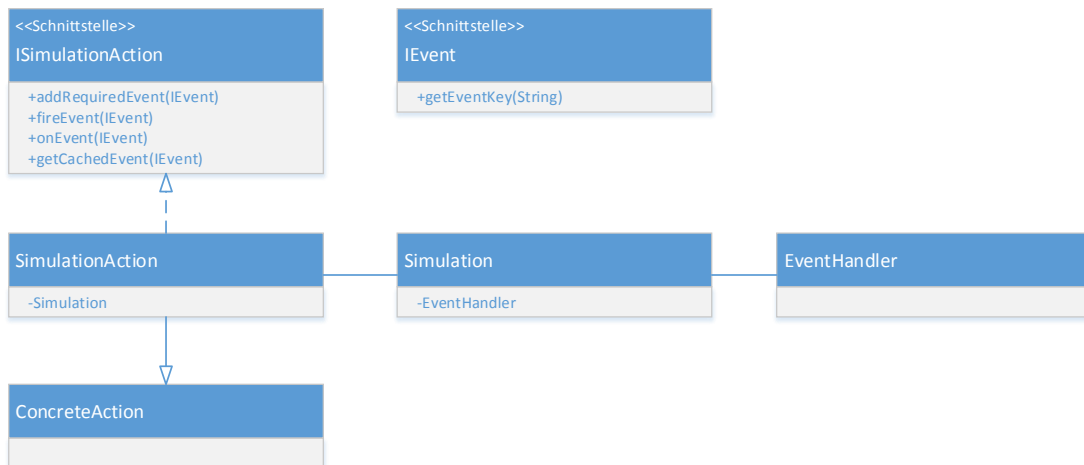 <<Schnittstelle>>
ISimulationAction
+addRequiredEvent(IEvent)
+fireEvent(IEvent)
+onEvent(IEvent)
+getCachedEvent(IEvent)
<<Schnittstelle>>
IEvent
+getEventKey(String)
SimulationAction
-Simulation
Simulation
-EventHandler
EventHandler
ConcreteAction